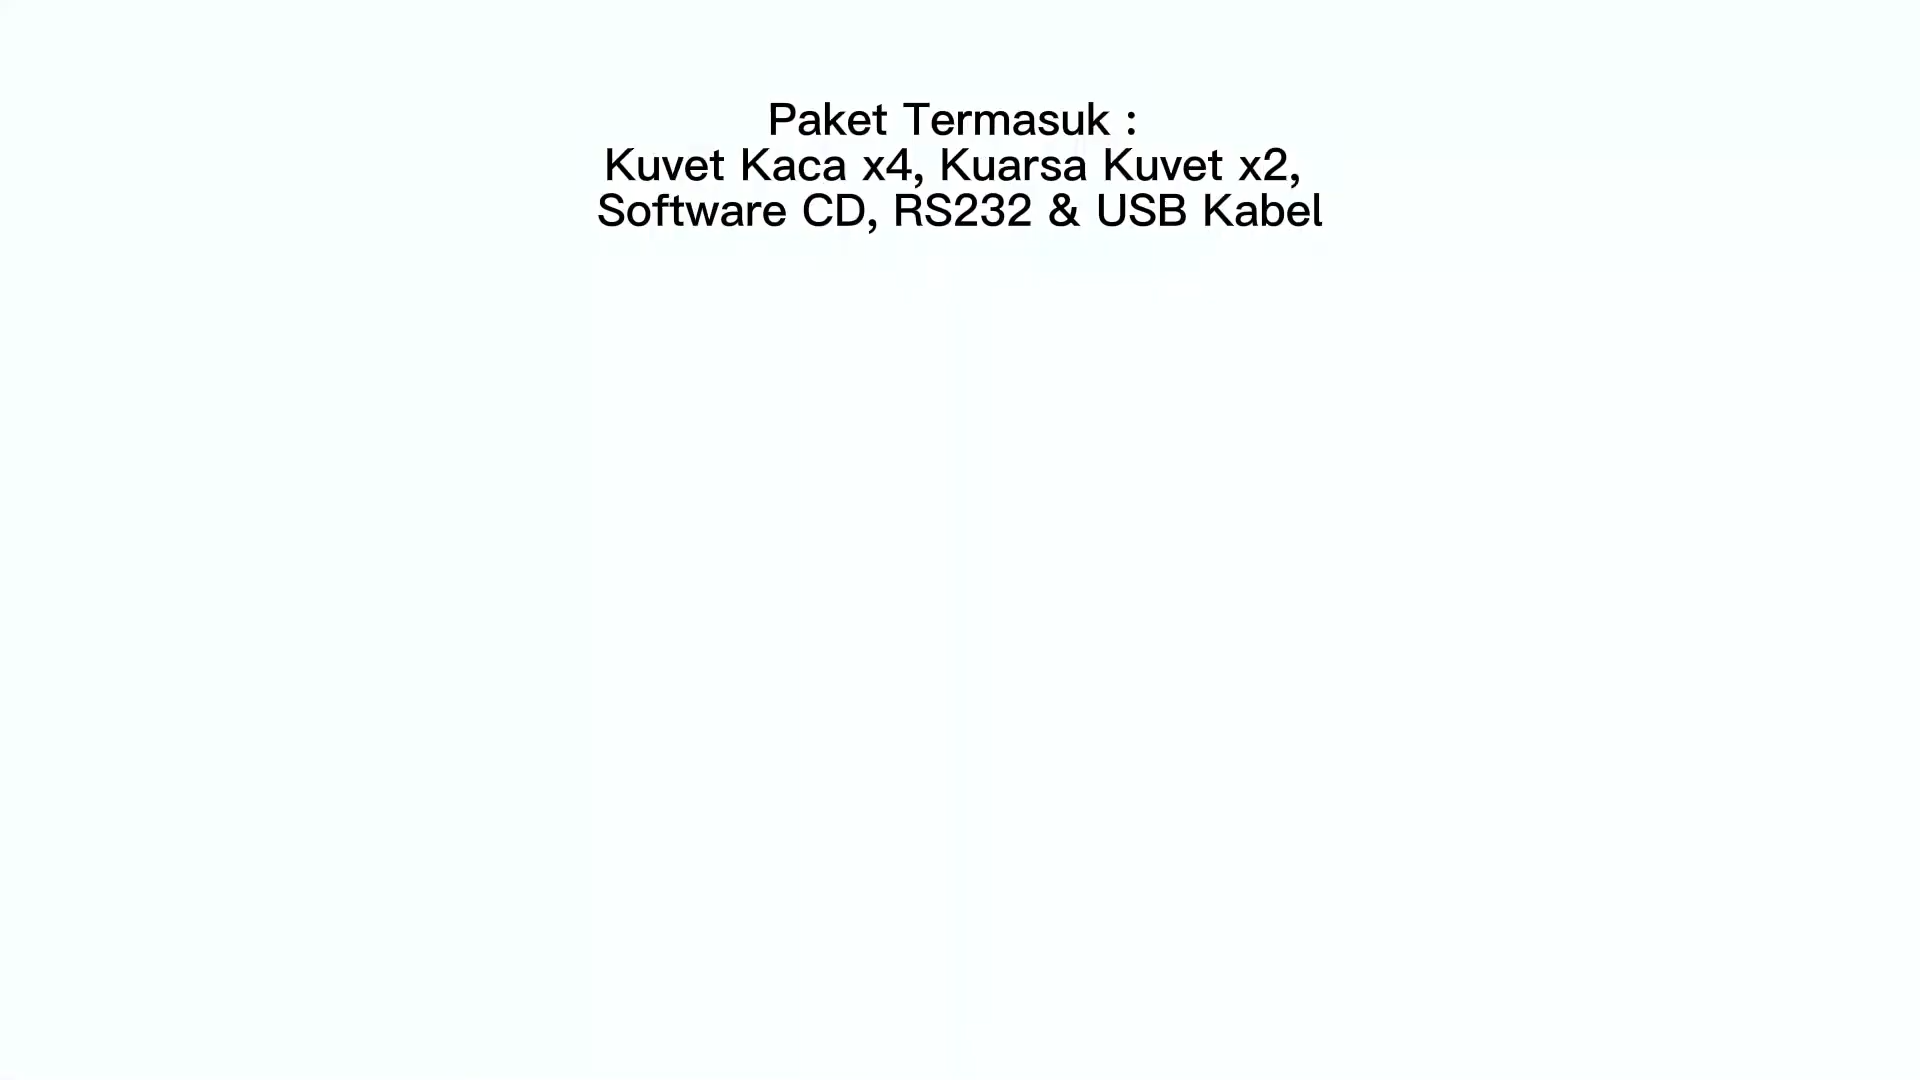 Paket Termasuk :
Kuvet Kaca x4, Kuarsa Kuvet x2,
Software CD, RS232 & USB Kabel